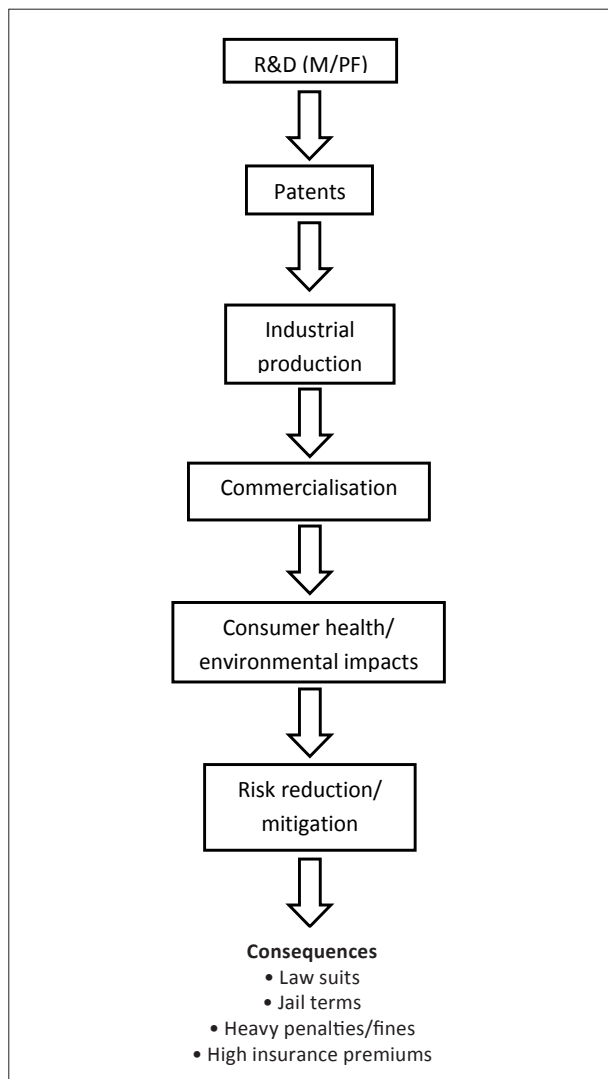 R&D (M/PF)
Patents
Industrial
production
Commercialisation
Consumer health/
environmental impacts
Risk reduction/
mitigation
Consequences
• Law suits
• Jail terms
• Heavy penalties/fines
• High insurance premiums